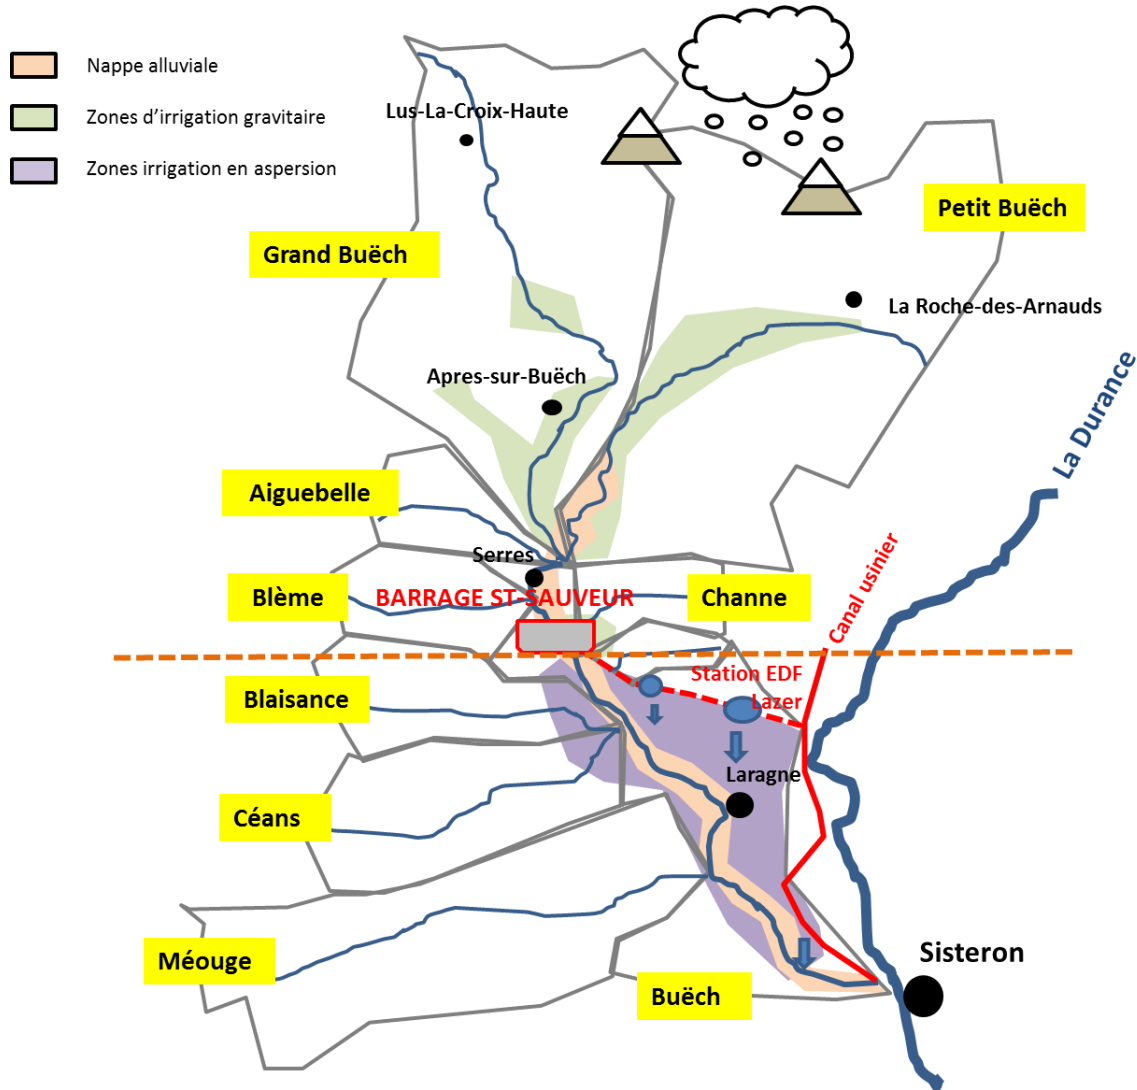 Nappe alluviale
Zones d'irrigation gravitaire
Zones irrigation en aspersion
Lus-La-Croix-Haute
Petit Buëch
Grand Buëch
La Roche-des-Arnauds
Apres-sur-Buëch
La Durance
Aiguebelle
Serres
Blème
BARRAGE ST-SAUVEUR
Channe
Canal usinier
Station EDF
Lazer
Blaisance
Laragne
Céans
Méouge
Sisteron
Buëch